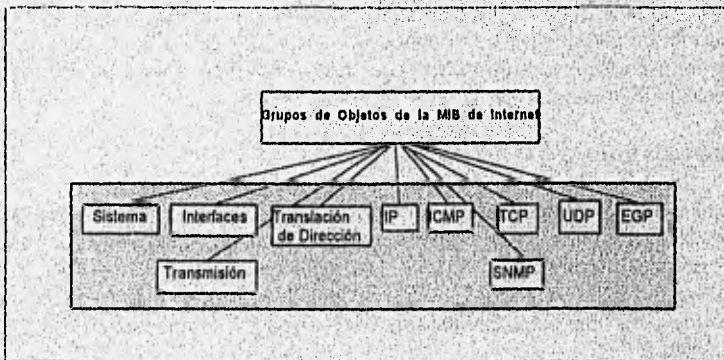 Grupos de Objetos de la MIB de Internet
Sistema
Interfaces
Translación
de Dirección
IP
ICMP
TCP
UDP
EGP
Transmisión
SNMP